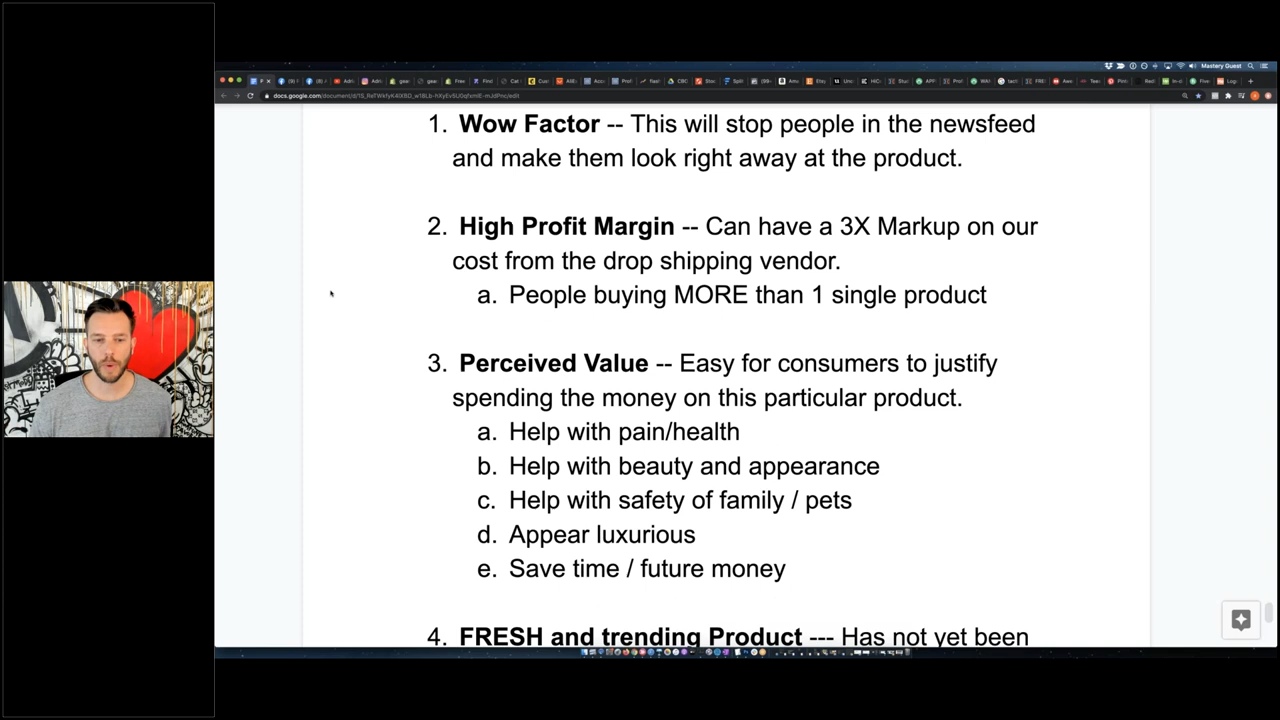 Mastery Guest
1. Wow Factor -- This will stop people in the newsfeed
and make them look right away at the product.
2. High Profit Margin -- Can have a 3X Markup on our
cost from the drop shipping vendor.
a. People buying MORE than 1 single product
3. Perceived Value -- Easy for consumers to justify
spending the money on this particular product.
a. Help with pain/health
b. Help with beauty and appearance
c. Help with safety of family / pets
d. Appear luxurious
e. Save time / future money
4. FRESH and trending Product --- Has not yet been